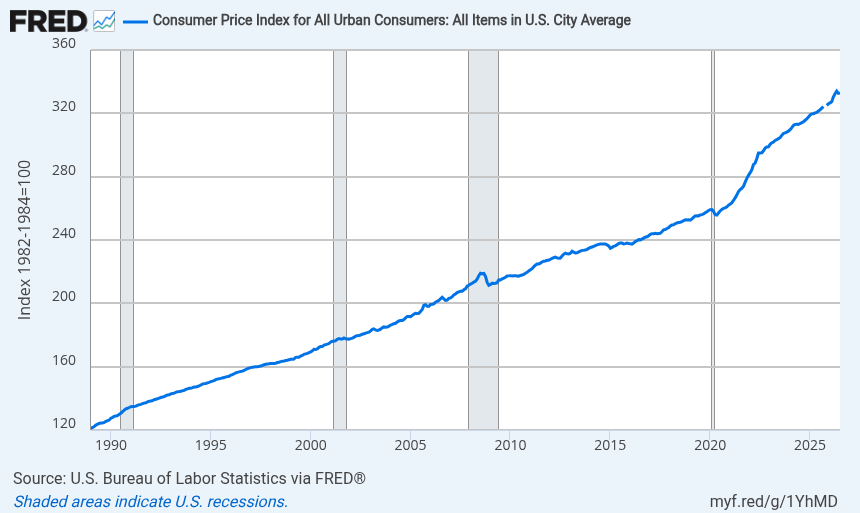 FRED
Consumer Price Index for All Urban Consumers: All Items in U.S. City Average
360
320
280
240
200
160
120
Index 1982-1984=100
1990 1995 2000 2005 2010 2015 2020 2025
Source: U.S. Bureau of Labor Statistics via FRED®
Shaded areas indicate U.S. recessions.
myf.red/g/1YhMD